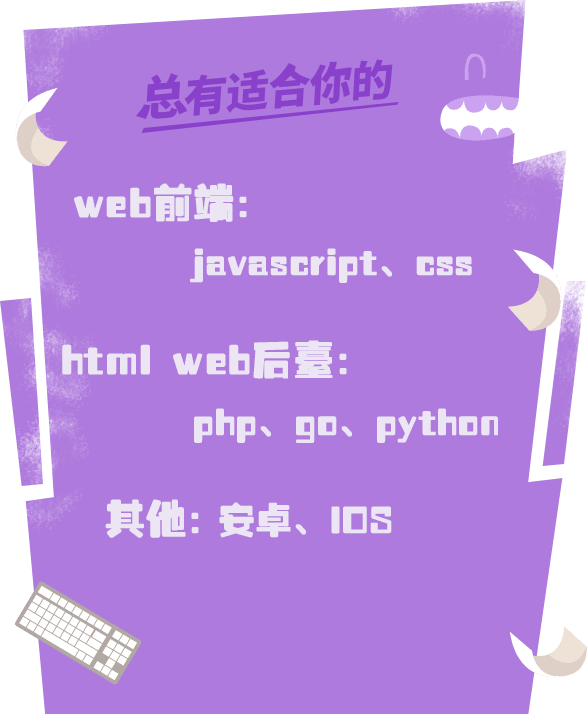 总有适合你的
web前端:
javascript、css
html web后臺:
php、go、python
其他: 安卓、IOS